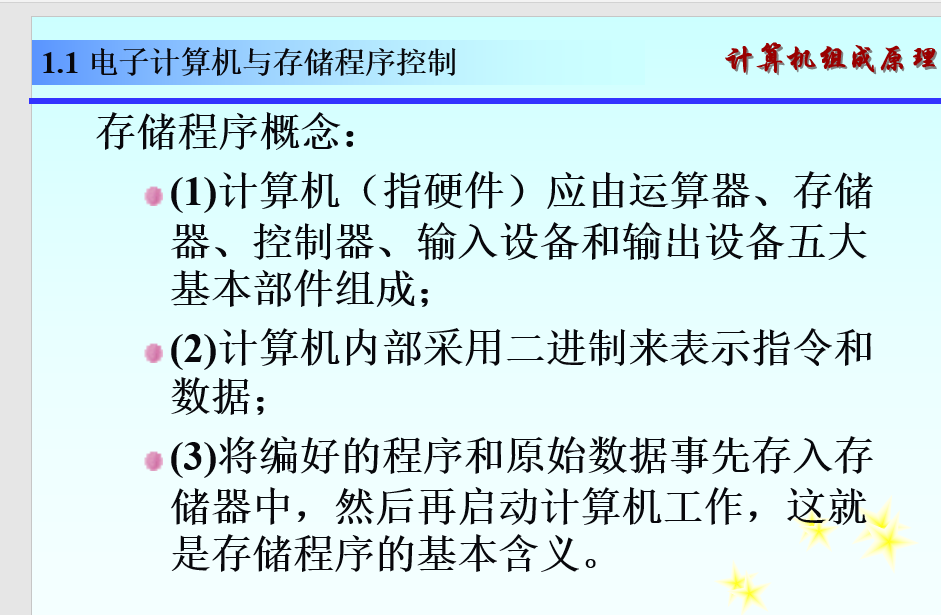 1.1 电子计算机与存储程序控制
计算机组成原理
存储程序概念：
(1)计算机（指硬件）应由运算器、存储
器、控制器、输入设备和输出设备五大
基本部件组成；
(2)计算机内部采用二进制来表示指令和
数据；
(3)将编好的程序和原始数据事先存入存
储器中，然后再启动计算机工作，这就
是存储程序的基本含义。